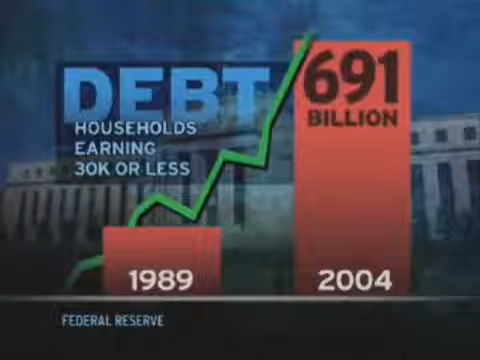 DEBT
HOUSEHOLDS
EARNING
30K OR LESS
691
BILLION
1989
2004
FEDERAL RESERVE